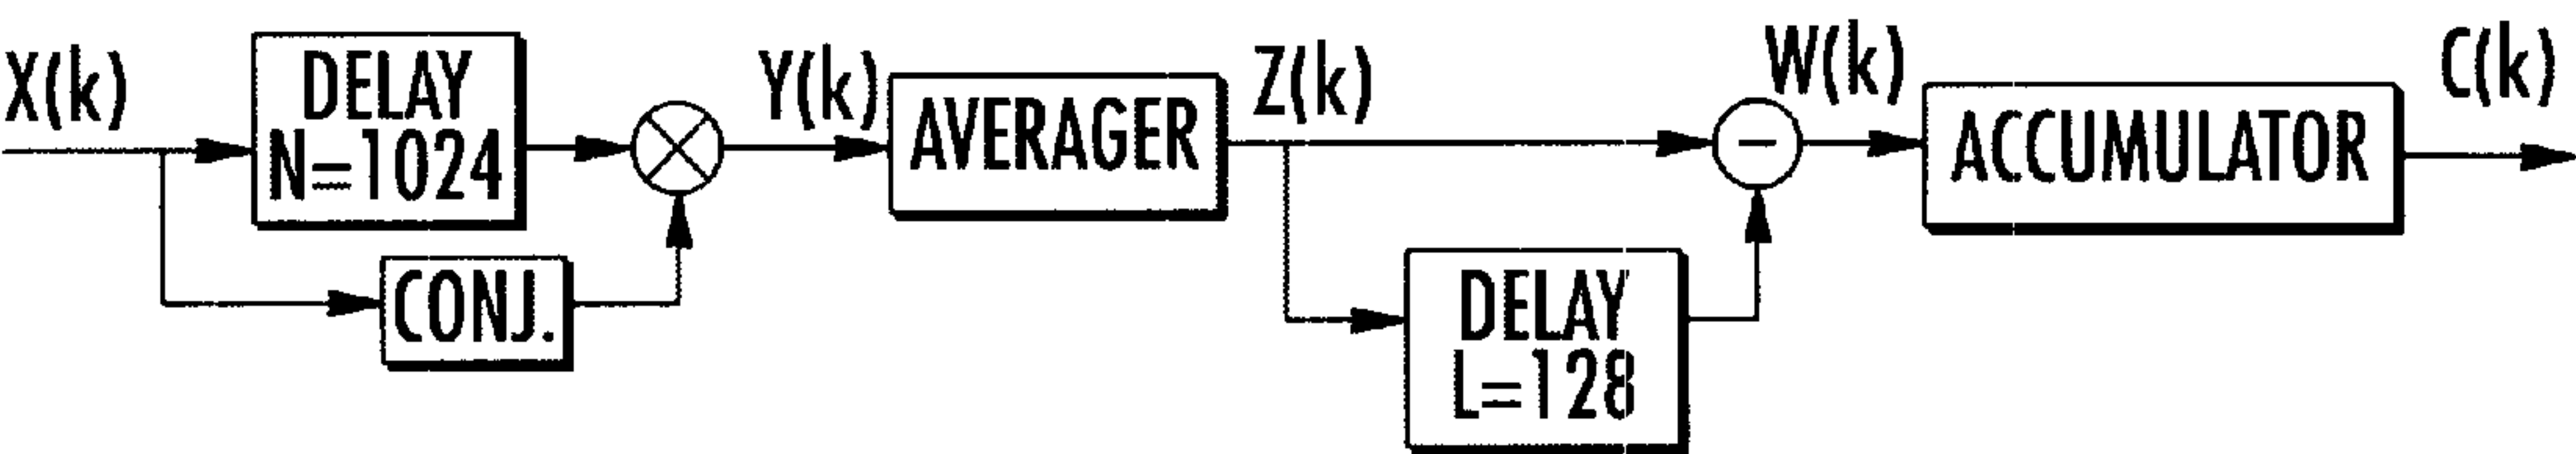 X(k)
DELAY
N=1024
CONJ.
Y(k)
AVERAGER
Z(k)
DELAY
L=128
W(k)
ACCUMULATOR
C(k)